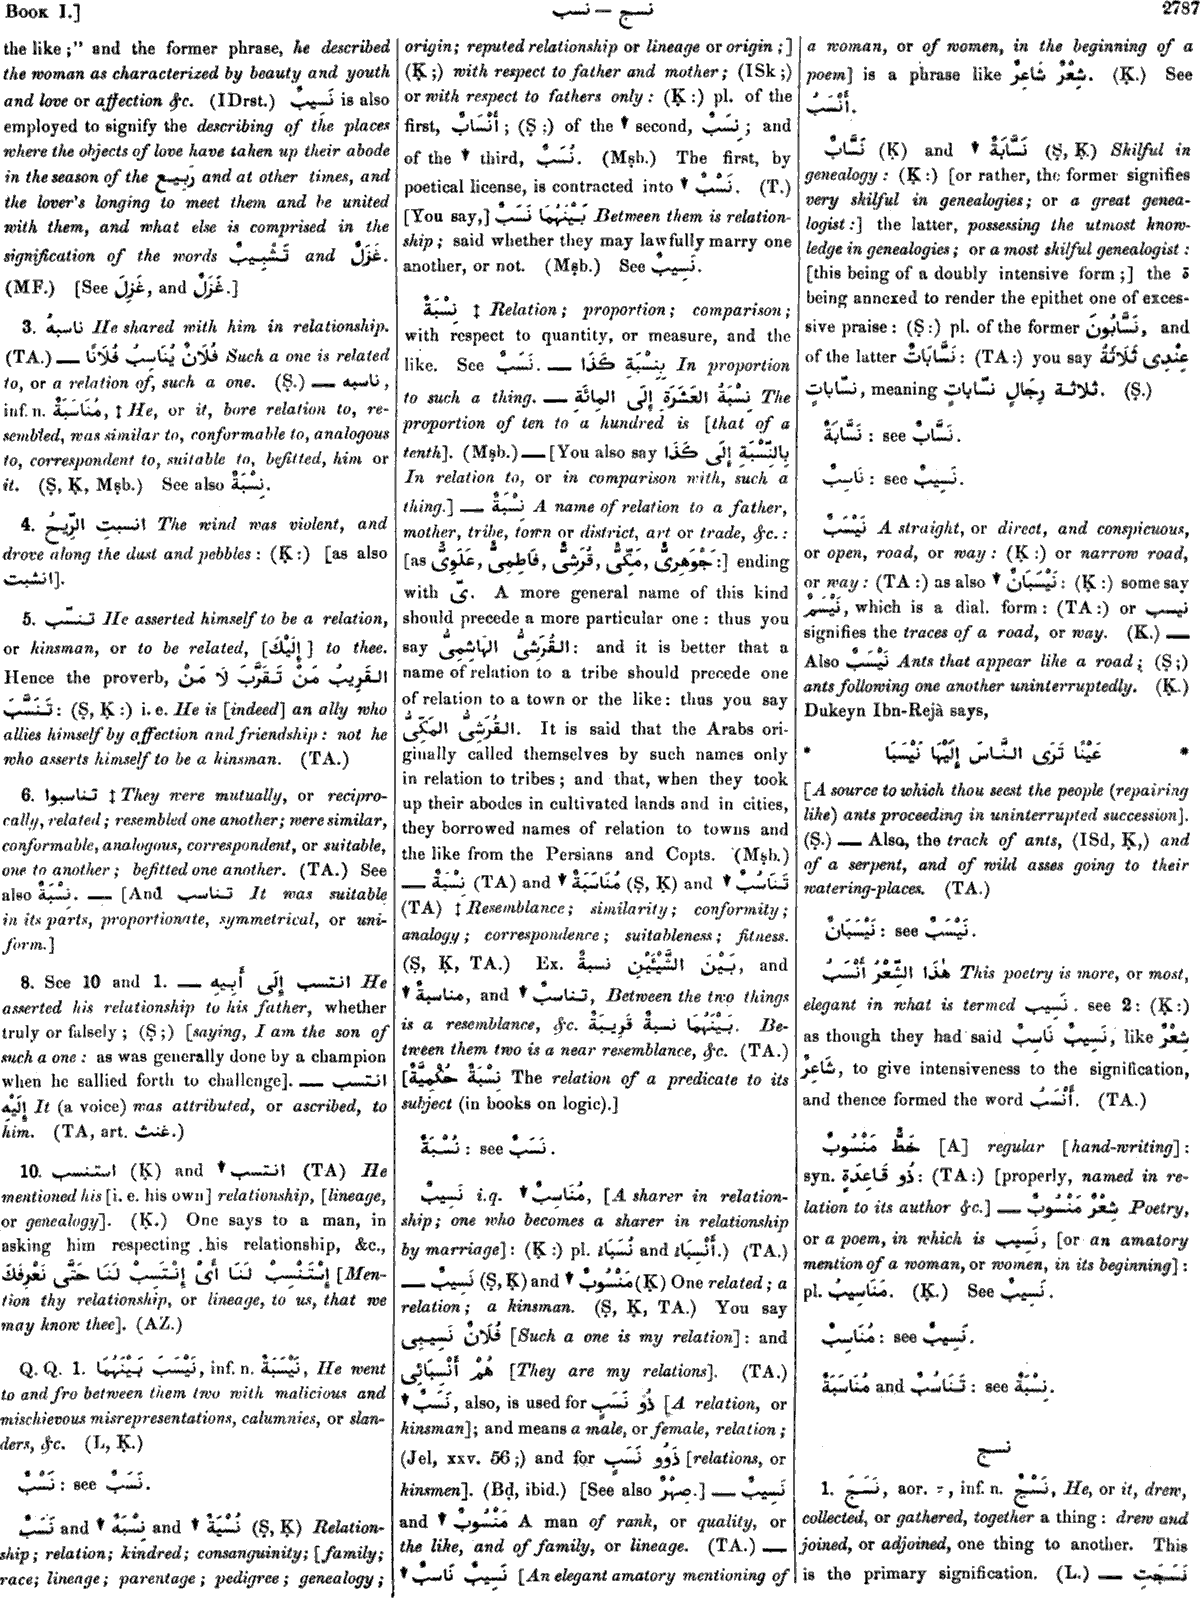 Book I.]
نسب — نسج
2787
the like;” and the former phrase, he described
the woman as characterized by beauty and youth
and love or affection &c. (IDrst.) نَسِيبٌ is also
employed to signify the describing of the places
where the objects of love have taken up their abode
in the season of the رَبِيع and at other times, and
the lover's longing to meet them and be united
with them, and what else is comprised in the
signification of the words تَشْبِيبٌ and غَزَلٌ.
(MF.) [See غَزِلَ, and غَزَلٌ.]
3. ناسبهُ He shared with him in relationship.
(TA.) — فُلَانٌ يُنَاسِبُ فُلَانًا Such a one is related
to, or a relation of, such a one. (Ṣ.) — ناسبه,
inf. n. مُنَاسَبَةٌ, ‡ He, or it, bore relation to, re-
sembled, was similar to, conformable to, analogous
to, correspondent to, suitable to, befitted, him or
it. (Ṣ, Ḳ, Mṣb.) See also نِسْبَةٌ.
4. انسبت الرِّيحُ The wind was violent, and
drove along the dust and pebbles: (Ḳ:) [as also
انشبت].
5. تنسّب He asserted himself to be a relation,
or kinsman, or to be related, [إِلَيْكَ] to thee.
Hence the proverb, القَرِيبُ مَنْ تَقَرَّبَ لَا مَنْ
تَنَسَّبَ: (Ṣ, Ḳ:) i. e. He is [indeed] an ally who
allies himself by affection and friendship: not he
who asserts himself to be a kinsman. (TA.)
6. تناسبوا ‡ They were mutually, or recipro-
cally, related; resembled one another; were similar,
conformable, analogous, correspondent, or suitable,
one to another; befitted one another. (TA.) See
also نِسْبَةٌ. — [And تناسب It was suitable
in its parts, proportionate, symmetrical, or uni-
form.]
8. See 10 and 1. — انتسب إِلَى أَبِيهِ He
asserted his relationship to his father, whether
truly or falsely; (Ṣ;) [saying, I am the son of
such a one: as was generally done by a champion
when he sallied forth to challenge]. — انتسب
إِلَيْهِ It (a voice) was attributed, or ascribed, to
him. (TA, art. غنث.)
10. استنسب (Ḳ) and ▼ انتسب (TA) He
mentioned his [i. e. his own] relationship, [lineage,
or genealogy]. (Ḳ.) One says to a man, in
asking him respecting his relationship, &c.,
إِسْتَنْسِبْ لَنَا أَىْ إِنْتَسِبْ لَنَا حَتَّى نَعْرِفَكَ [Men-
tion thy relationship, or lineage, to us, that we
may know thee]. (AZ.)
Q. Q. 1. نَيْسَبَ بَيْنَهُمَا, inf. n. نَيْسَبَةٌ, He went
to and fro between them two with malicious and
mischievous misrepresentations, calumnies, or slan-
ders, &c. (L, Ḳ.)
نَسْبٌ: see نَسَبٌ.
نَسَبٌ and ▼ نِسْبَةٌ and ▼ نُسْبَةٌ (Ṣ, Ḳ) Relation-
ship; relation; kindred; consanguinity; [family;
race; lineage; parentage; pedigree; genealogy;
origin; reputed relationship or lineage or origin;]
(Ḳ;) with respect to father and mother; (ISk;)
or with respect to fathers only: (Ḳ:) pl. of the
first, أَنْسَابٌ; (Ṣ;) of the ▼ second, نِسَبٌ; and
of the ▼ third, نُسَبٌ. (Mṣb.) The first, by
poetical license, is contracted into ▼ نَسْبٌ. (T.)
[You say,] بَيْنَهُمَا نَسَبٌ Between them is relation-
ship; said whether they may lawfully marry one
another, or not. (Mṣb.) See نَسِيبٌ.
نِسْبَةٌ ‡ Relation; proportion; comparison;
with respect to quantity, or measure, and the
like. See نَسَبٌ. — بِنِسْبَةِ كَذَا In proportion
to such a thing. — نِسْبَةُ العَشَرَةِ إِلَى المِائَةِ The
proportion of ten to a hundred is [that of a
tenth]. (Mṣb.) — [You also say بِالنِّسْبَةِ إِلَى كَذَا
In relation to, or in comparison with, such a
thing.] — نِسْبَةٌ A name of relation to a father,
mother, tribe, town or district, art or trade, &c.:
[as عَلَوِىٌّ, فَاطِمِىٌّ, قُرَشِىٌّ, مَكِّىٌّ, جَوْهَرِىٌّ:] ending
with ىّ. A more general name of this kind
should precede a more particular one: thus you
say القُرَشِىُّ الهَاشِمِىُّ: and it is better that a
name of relation to a tribe should precede one
of relation to a town or the like: thus you say
القُرَشِىُّ المَكِّىُّ. It is said that the Arabs ori-
ginally called themselves by such names only
in relation to tribes; and that, when they took
up their abodes in cultivated lands and in cities,
they borrowed names of relation to towns and
the like from the Persians and Copts. (Mṣb.)
— نِسْبَةٌ (TA) and ▼ مُنَاسَبَةٌ (Ṣ, Ḳ) and ▼ تَنَاسُبٌ
(TA) ‡ Resemblance; similarity; conformity;
analogy; correspondence; suitableness; fitness.
(Ṣ, Ḳ, TA.) Ex. بَيْنَ الشَّيْئَيْنِ نسبةٌ, and
▼ مناسبةٌ, and ▼ تناسبٌ, Between the two things
is a resemblance, &c. بَيْنَهُمَا نسبةٌ قَرِيبَةٌ. Be-
tween them two is a near resemblance, &c. (TA.)
[نِسْبَةٌ حُكْمِيَّةٌ The relation of a predicate to its
subject (in books on logic).]
نُسْبَةٌ: see نَسَبٌ.
نَسِيبٌ i.q. ▼ مُنَاسِبٌ, [A sharer in relation-
ship; one who becomes a sharer in relationship
by marriage]: (Ḳ:) pl. نُسَبَاءُ and أَنْسِبَاءُ.) (TA.)
— نَسِيبٌ (Ṣ, Ḳ) and ▼ مَنْسُوبٌ (Ḳ) One related; a
relation; a kinsman. (Ṣ, Ḳ, TA.) You say
فُلَانٌ نَسِيبِى [Such a one is my relation]: and
هُمْ أَنْسِبَائِى [They are my relations]. (TA.)
▼ نَسَبٌ, also, is used for ذُو نَسَبٍ [A relation, or
kinsman]; and means a male, or female, relation;
(Jel, xxv. 56;) and for ذَوُو نَسَبٍ [relations, or
kinsmen]. (Bḍ, ibid.) [See also صِهْرٌ.] — نَسِيبٌ
and ▼ مَنْسُوبٌ A man of rank, or quality, or
the like, and of family, or lineage. (TA.) —
▼ نَسِيبٌ نَاسِبٌ [An elegant amatory mentioning of
a woman, or of women, in the beginning of a
poem] is a phrase like شِعْرٌ شَاعِرٌ. (Ḳ.) See
أَنْسَبُ.
نَسَّابٌ (Ḳ) and ▼ نَسَّابَةٌ (Ṣ, Ḳ) Skilful in
genealogy: (Ḳ:) [or rather, the former signifies
very skilful in genealogies; or a great genea-
logist:] the latter, possessing the utmost know-
ledge in genealogies; or a most skilful genealogist:
[this being of a doubly intensive form;] the ة
being annexed to render the epithet one of exces-
sive praise: (Ṣ:) pl. of the former نَسَّابُونَ, and
of the latter نَسَّابَاتٌ: (TA:) you say عِنْدِى ثَلَاثَةُ
نسّاباتٍ, meaning ثلاثة رِجَالٍ نسّاباتٍ. (Ṣ.)
نَسَّابَةٌ: see نَسَّابٌ.
نَاسِبٌ: see نَسِيبٌ.
نَيْسَبٌ A straight, or direct, and conspicuous,
or open, road, or way: (Ḳ:) or narrow road,
or way: (TA:) as also ▼ نَيْسَبَانٌ: (Ḳ:) some say
نَيْسَمٌ, which is a dial. form: (TA:) or نيسب
signifies the traces of a road, or way. (Ḳ.) —
Also نَيْسَبٌ Ants that appear like a road; (Ṣ;)
ants following one another uninterruptedly. (Ḳ.)
Dukeyn Ibn-Rejà says,
* عَيْنًا تَرَى النَّاسَ إِلَيْهَا نَيْسَبَا *
[A source to which thou seest the people (repairing
like) ants proceeding in uninterrupted succession].
(Ṣ.) — Also, the track of ants, (ISd, Ḳ,) and
of a serpent, and of wild asses going to their
watering-places. (TA.)
نَيْسَبَانٌ: see نَيْسَبٌ.
هٰذَا الشِّعْرُ أَنْسَبُ This poetry is more, or most,
elegant in what is termed نَسِيب. see 2: (Ḳ:)
as though they had said نَسِيبٌ نَاسِبٌ, like شِعْرٌ
شَاعِرٌ, to give intensiveness to the signification,
and thence formed the word أَنْسَبُ. (TA.)
خَطٌّ مَنْسُوبٌ [A] regular [hand-writing]:
syn. ذُو قَاعِدَةٍ: (TA:) [properly, named in re-
lation to its author &c.] — شِعْرٌ مَنْسُوبٌ Poetry,
or a poem, in which is نَسِيب, [or an amatory
mention of a woman, or women, in its beginning]:
pl. مَنَاسِيبُ. (Ḳ.) See نَسِيبٌ.
مُنَاسِبٌ: see نَسِيبٌ.
مُنَاسَبَةٌ and تَنَاسُبٌ: see نِسْبَةٌ.
نسج
1. نَسَجَ, aor. ـِ, inf. n. نَسْجٌ, He, or it, drew,
collected, or gathered, together a thing: drew and
joined, or adjoined, one thing to another. This
is the primary signification. (L.) — نَسَجَتِ